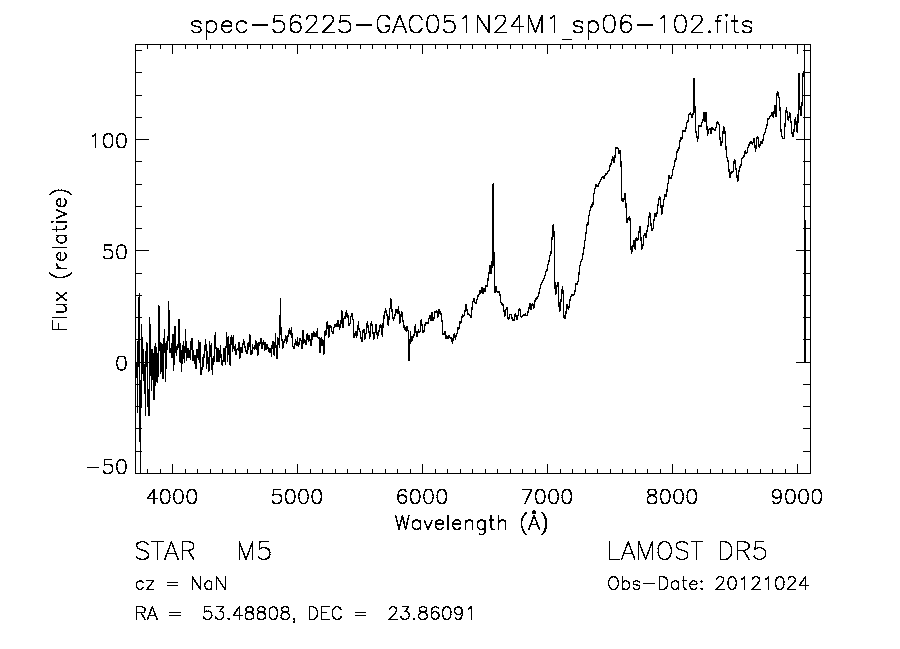 spec-56225-GAC051N24M1_sp06-102.fits
100
50
0
-50
Flux (relative)
4000 5000 6000 7000 8000 9000
Wavelength (Å)
STAR M5 LAMOST DR5
cz = NaN Obs-Date: 20121024
RA = 53.48808, DEC = 23.86091